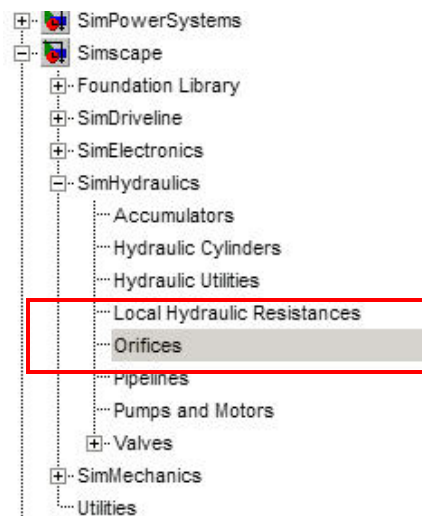 SimPowerSystems
Simscape
Foundation Library
SimDriveline
SimElectronics
SimHydraulics
Accumulators
Hydraulic Cylinders
Hydraulic Utilities
Local Hydraulic Resistances
Orifices
Pipelines
Pumps and Motors
Valves
SimMechanics
Utilities